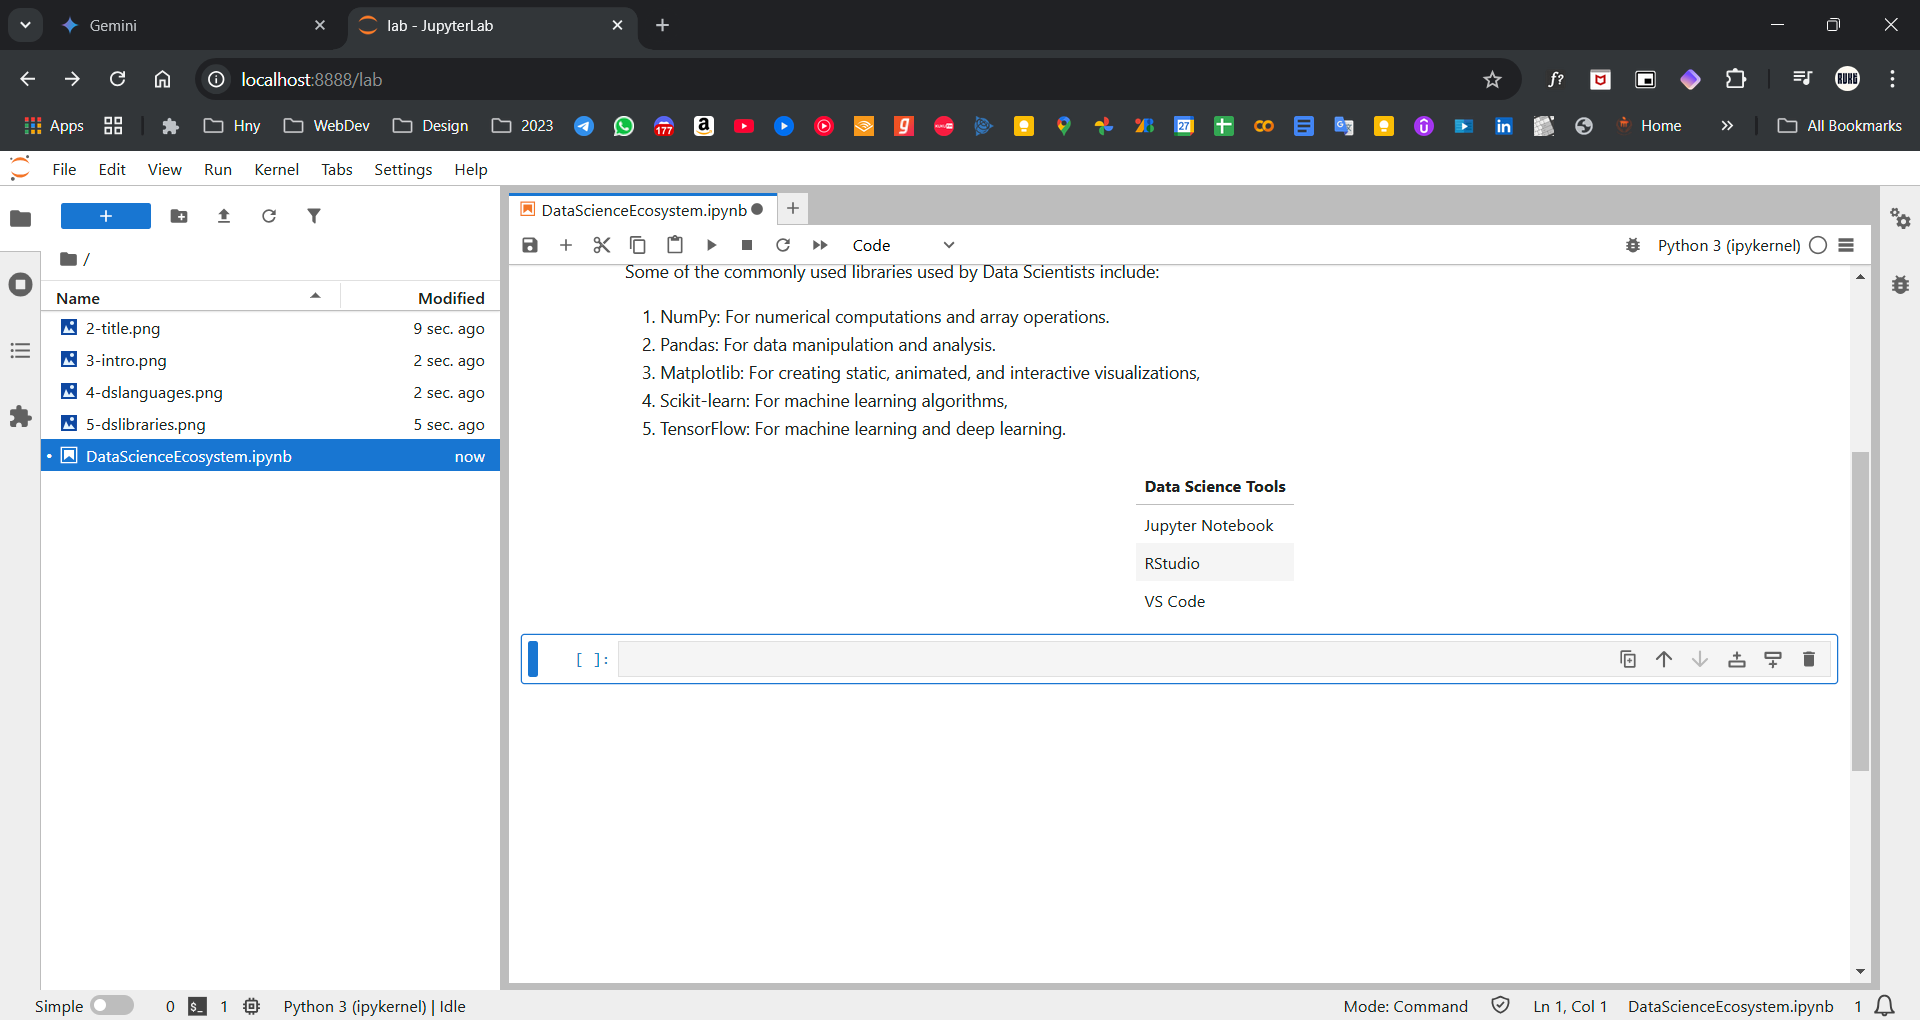 Gemini
lab - JupyterLab
localhost:8888/lab
f?
RUHE
Apps
Hny
WebDev
Design
2023
177
a
27
in
Home
All Bookmarks
File Edit View Run Kernel Tabs Settings Help
DataScienceEcosystem.ipynb
Code
Python 3 (ipykernel)
/
Name
Modified
2-title.png 9 sec. ago
3-intro.png 2 sec. ago
4-dslanguages.png 2 sec. ago
5-dslibraries.png 5 sec. ago
DataScienceEcosystem.ipynb now
Some of the commonly used libraries used by Data Scientists include:
1. NumPy: For numerical computations and array operations.
2. Pandas: For data manipulation and analysis.
3. Matplotlib: For creating static, animated, and interactive visualizations,
4. Scikit-learn: For machine learning algorithms,
5. TensorFlow: For machine learning and deep learning.
Data Science Tools
Jupyter Notebook
RStudio
VS Code
[ ]:
Simple
0
$_
1
Python 3 (ipykernel) | Idle
Mode: Command
Ln 1, Col 1
DataScienceEcosystem.ipynb
1